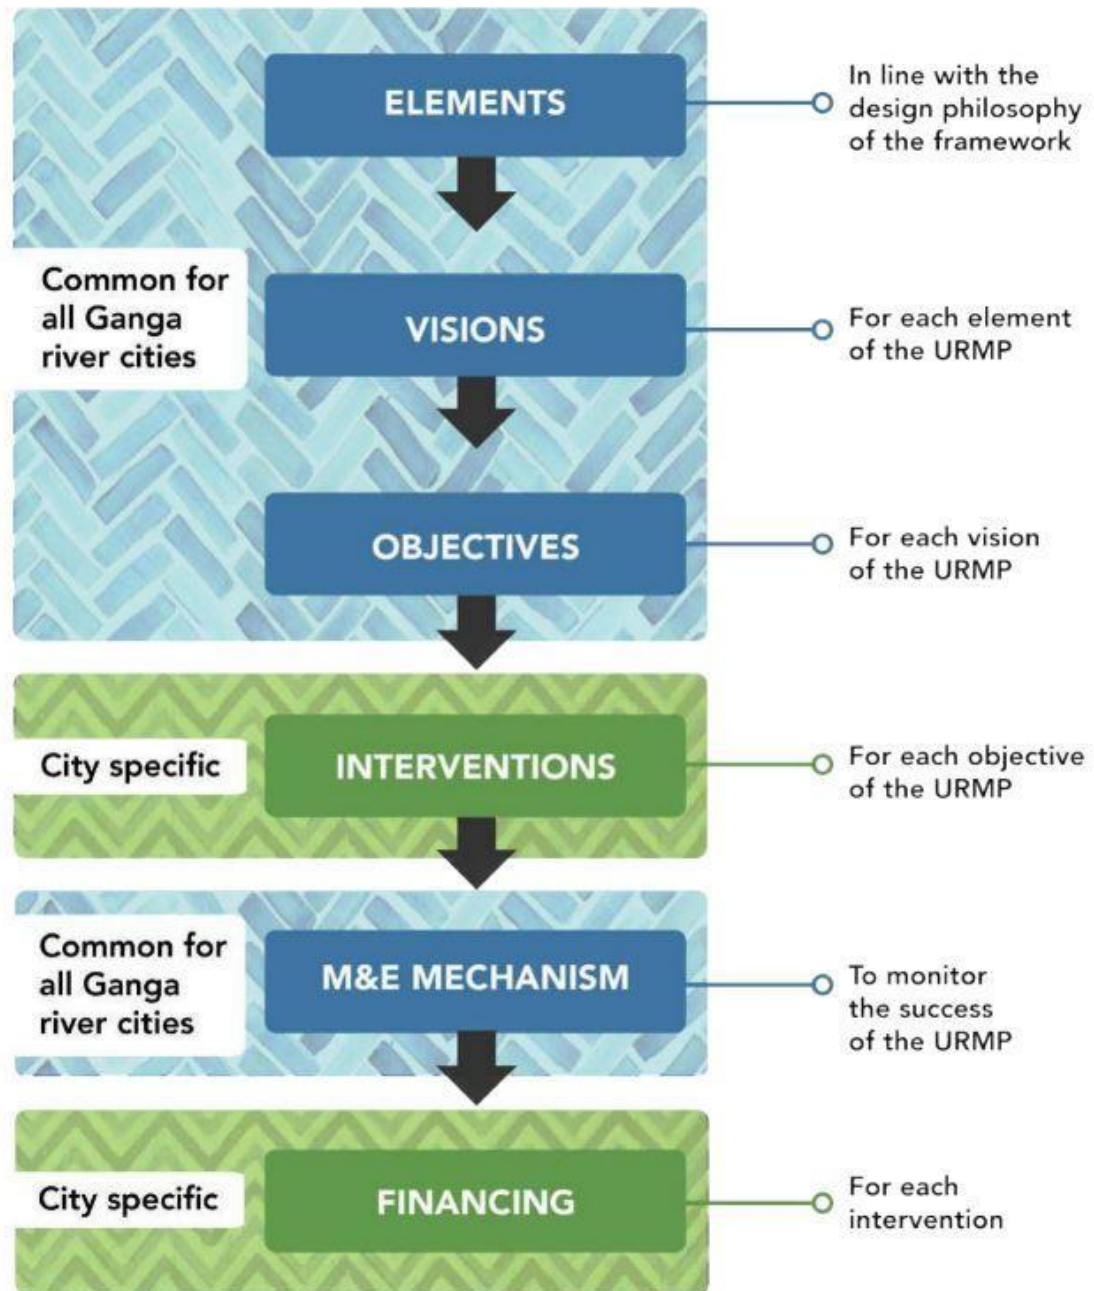 ELEMENTS
In line with the
design philosophy
of the framework
Common for
all Ganga
river cities
VISIONS
For each element
of the URMP
OBJECTIVES
For each vision
of the URMP
City specific
INTERVENTIONS
For each objective
of the URMP
Common for
all Ganga
river cities
M&E MECHANISM
To monitor
the success
of the URMP
City specific
FINANCING
For each
intervention